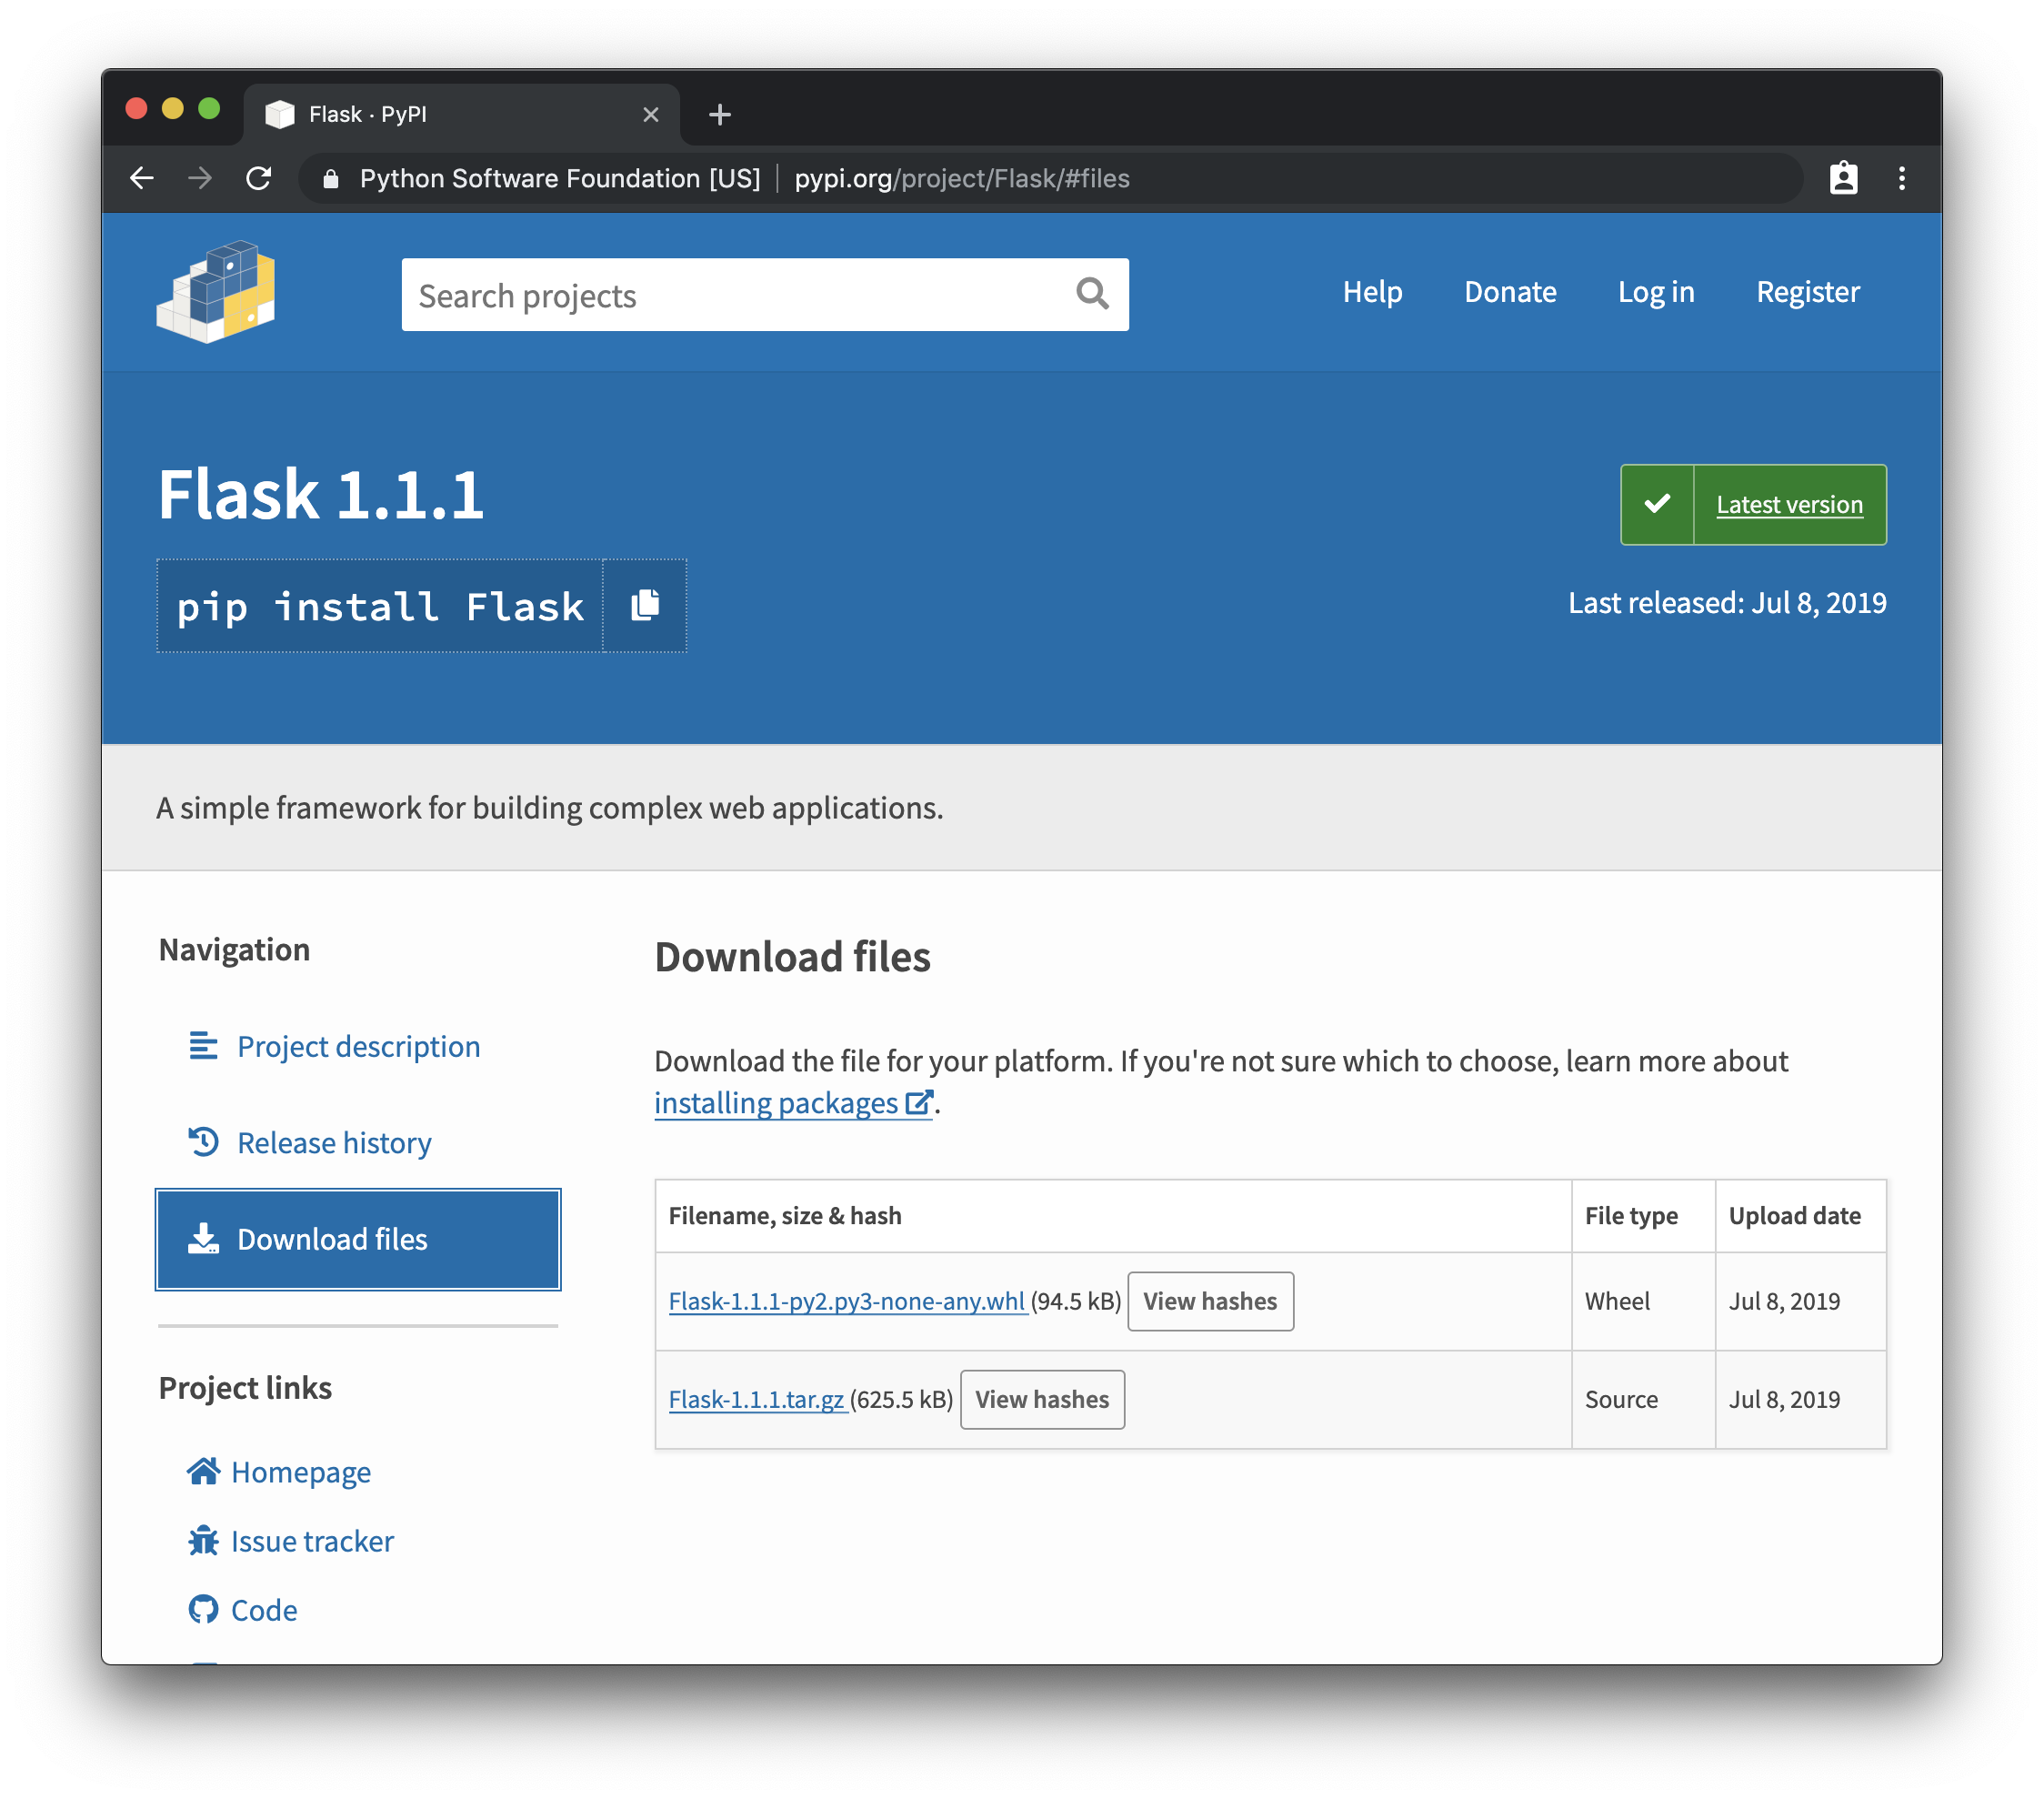 Flask · PyPI
Python Software Foundation [US] | pypi.org/project/Flask/#files
Search projects
Help Donate Log in Register
Flask 1.1.1
Latest version
pip install Flask
Last released: Jul 8, 2019
A simple framework for building complex web applications.
Navigation
Project description
Release history
Download files
Project links
Homepage
Issue tracker
Code
Download files
Download the file for your platform. If you're not sure which to choose, learn more about
installing packages.
Filename, size & hash File type Upload date
Flask-1.1.1-py2.py3-none-any.whl (94.5 kB) View hashes Wheel Jul 8, 2019
Flask-1.1.1.tar.gz (625.5 kB) View hashes Source Jul 8, 2019